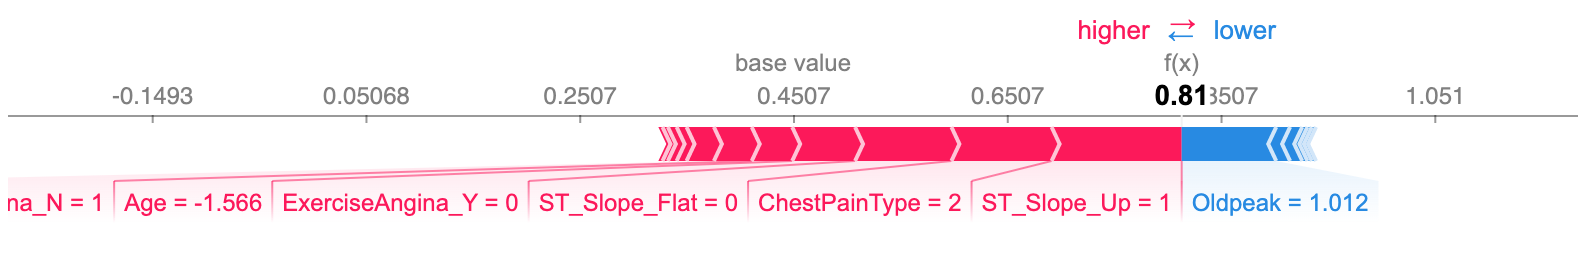 higher ⇄ lower
base value f(x)
-0.1493 0.05068 0.2507 0.4507 0.6507 0.81 3507 1.051
na_N = 1 Age = -1.566 ExerciseAngina_Y = 0 ST_Slope_Flat = 0 ChestPainType = 2 ST_Slope_Up = 1 Oldpeak = 1.012